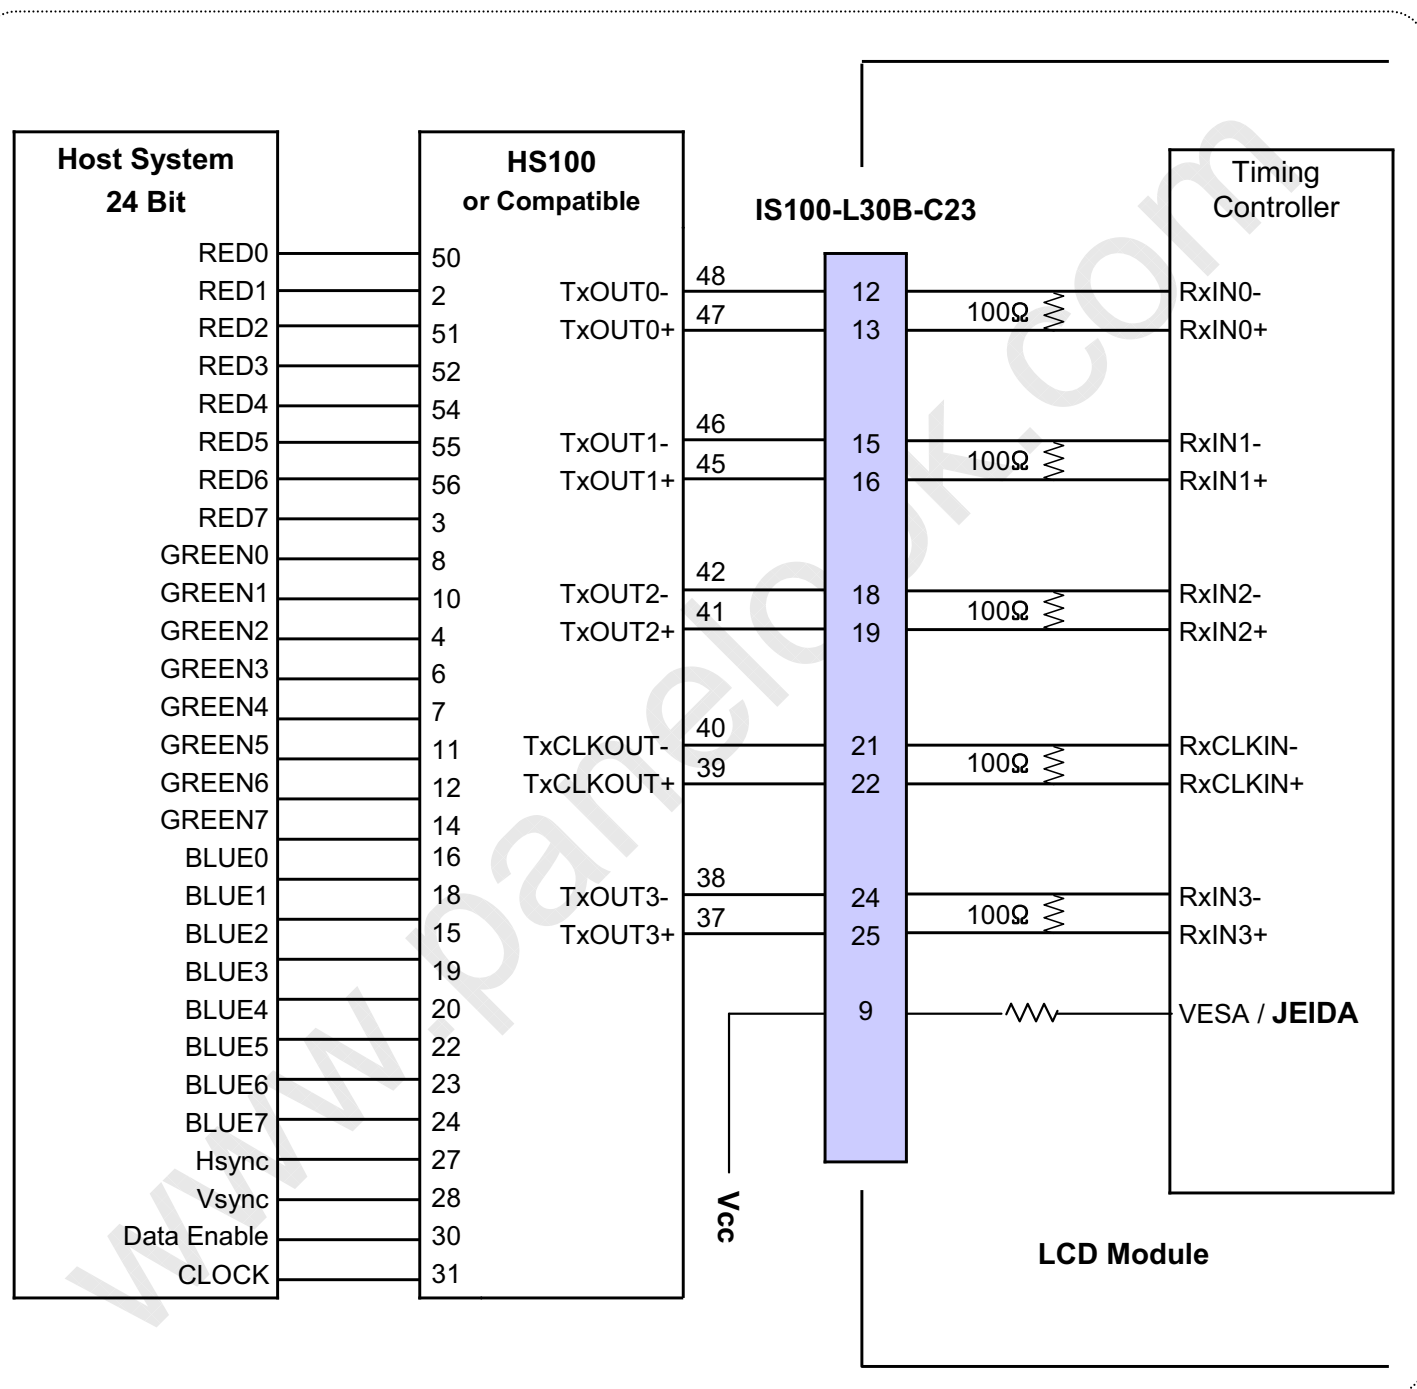 Host System
24 Bit
RED0
RED1
RED2
RED3
RED4
RED5
RED6
RED7
GREEN0
GREEN1
GREEN2
GREEN3
GREEN4
GREEN5
GREEN6
GREEN7
BLUE0
BLUE1
BLUE2
BLUE3
BLUE4
BLUE5
BLUE6
BLUE7
Hsync
Vsync
Data Enable
CLOCK
HS100
or Compatible
50
2
51
52
54
55
56
3
8
10
4
6
7
11
12
14
16
18
15
19
20
22
23
24
27
28
30
31
TxOUT0-
TxOUT0+
TxOUT1-
TxOUT1+
TxOUT2-
TxOUT2+
TxCLKOUT-
TxCLKOUT+
TxOUT3-
TxOUT3+
48
47
46
45
42
41
40
39
38
37
Vcc
IS100-L30B-C23
12
13
15
16
18
19
21
22
24
25
9
100Ω
100Ω
100Ω
100Ω
100Ω
Timing
Controller
RxIN0-
RxIN0+
RxIN1-
RxIN1+
RxIN2-
RxIN2+
RxCLKIN-
RxCLKIN+
RxIN3-
RxIN3+
VESA / JEIDA
LCD Module
www.panelook.com